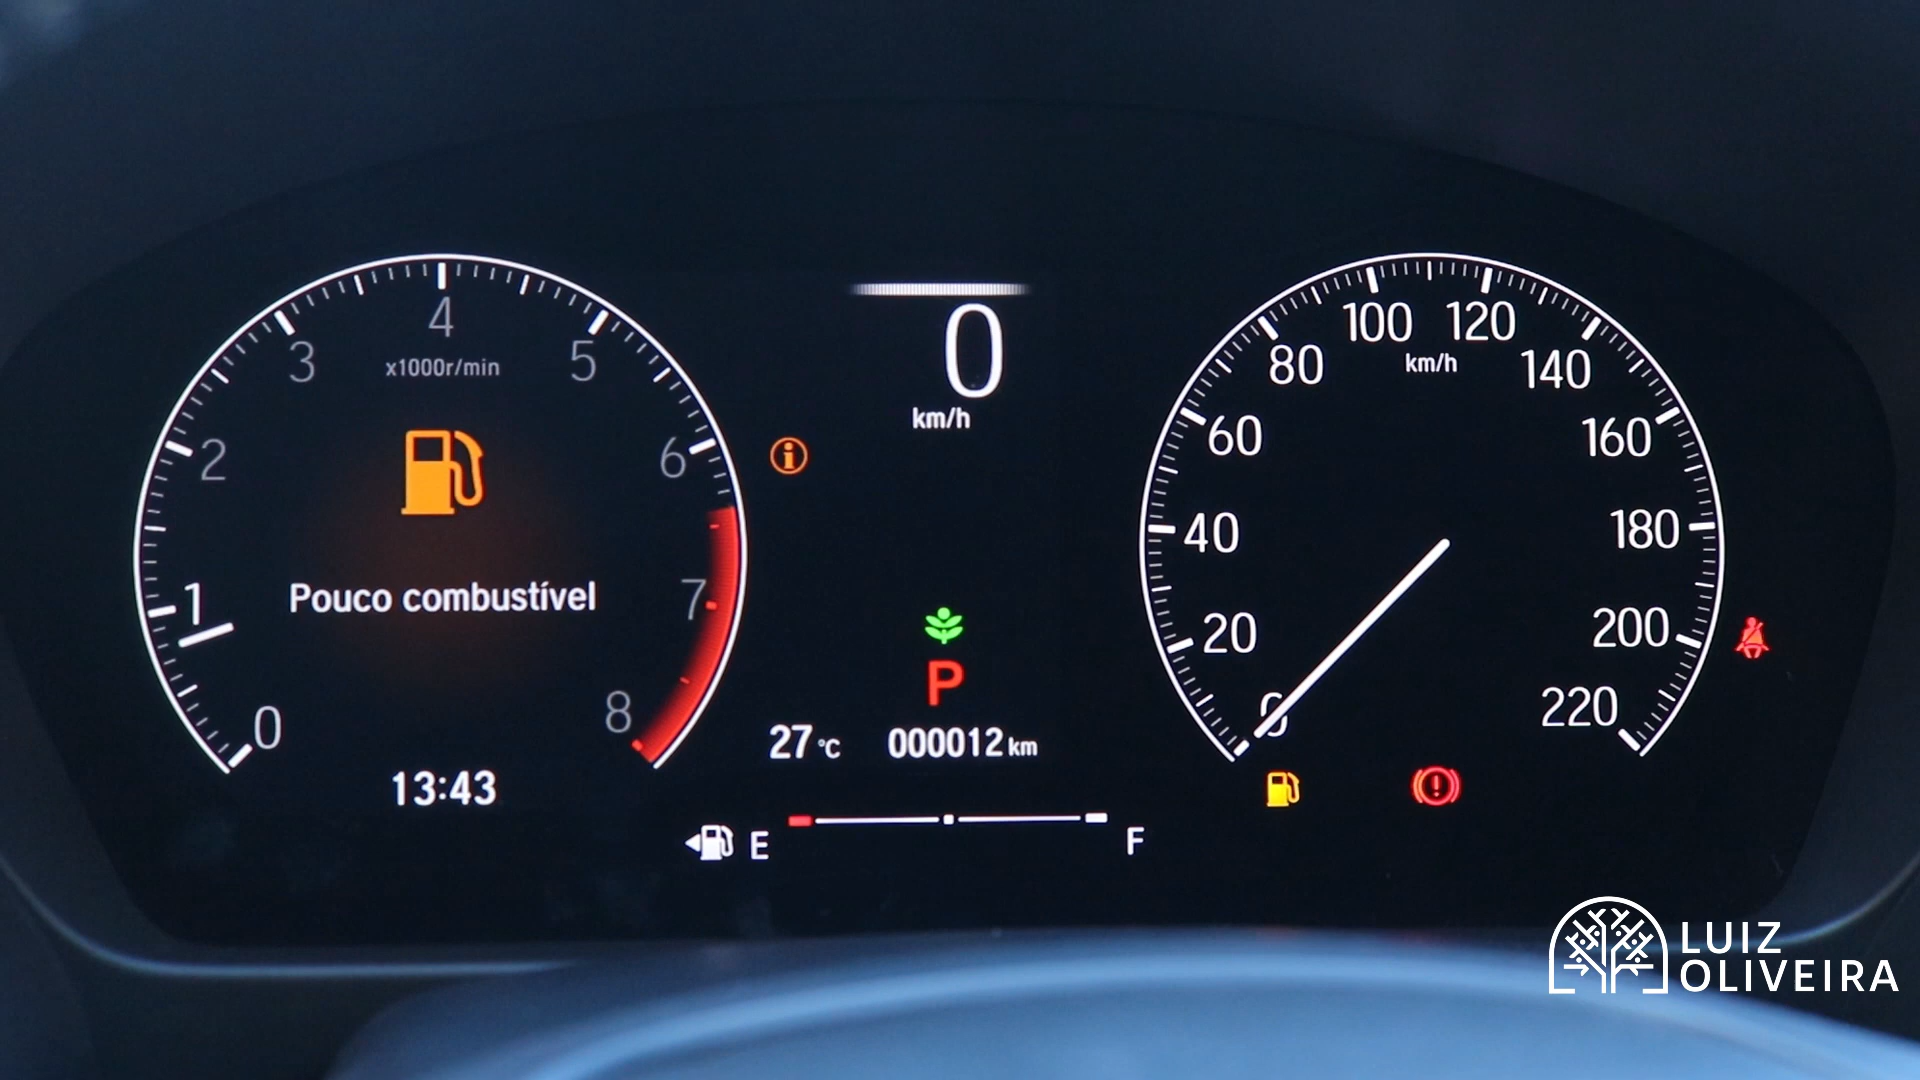 0
1
2
3
4
5
6
7
8
x1000r/min
Pouco combustível
13:43
0
km/h
P
27 °C
000012 km
E
F
0
20
40
60
80
100
120
140
160
180
200
220
km/h
LUIZ
OLIVEIRA